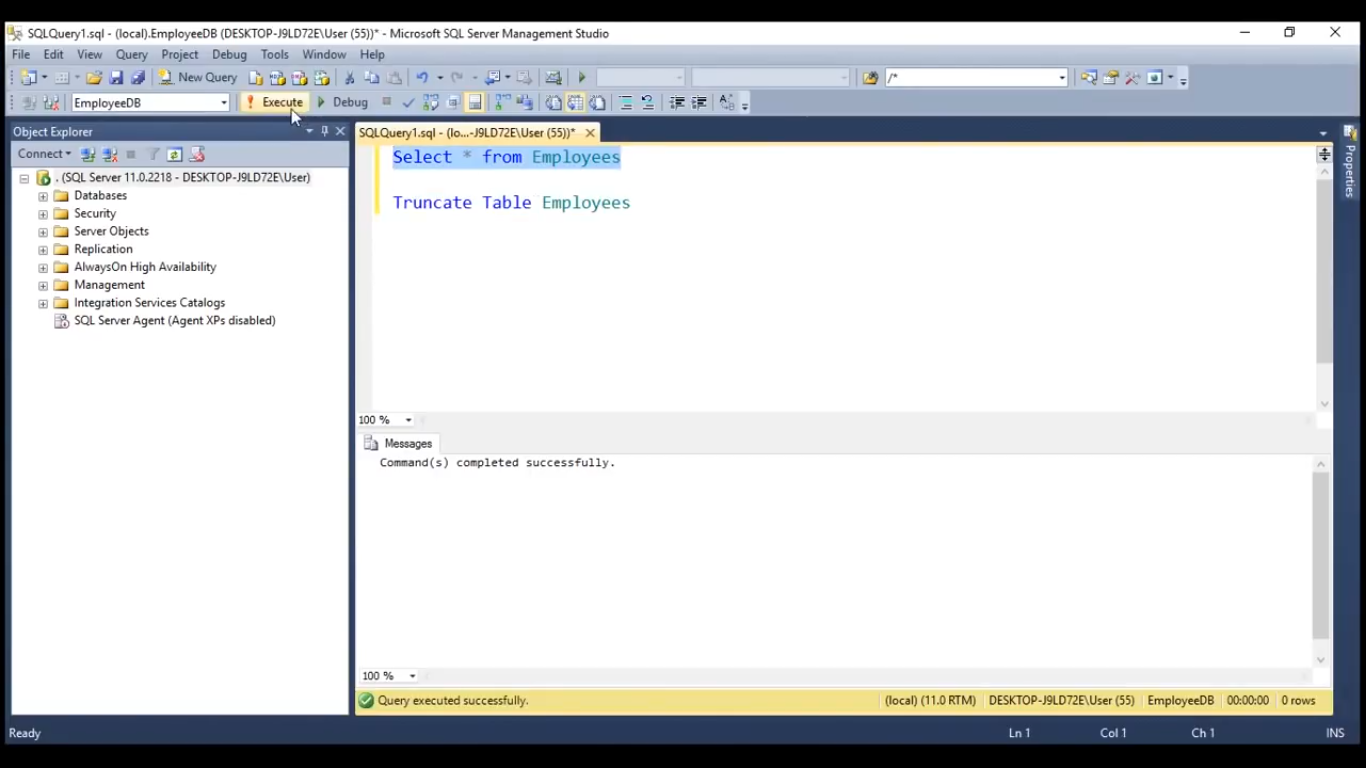 SQLQuery1.sql - (local).EmployeeDB (DESKTOP-J9LD72E\User (55))* - Microsoft SQL Server Management Studio
File Edit View Query Project Debug Tools Window Help
New Query /*
EmployeeDB Execute Debug
Object Explorer
Connect
. (SQL Server 11.0.2218 - DESKTOP-J9LD72E\User)
Databases
Security
Server Objects
Replication
AlwaysOn High Availability
Management
Integration Services Catalogs
SQL Server Agent (Agent XPs disabled)
SQLQuery1.sql - (lo...-J9LD72E\User (55))*
Select * from Employees
Truncate Table Employees
100 %
Messages
Command(s) completed successfully.
100 %
Query executed successfully. (local) (11.0 RTM) DESKTOP-J9LD72E\User (55) EmployeeDB 00:00:00 0 rows
Properties
Ready Ln 1 Col 1 Ch 1 INS